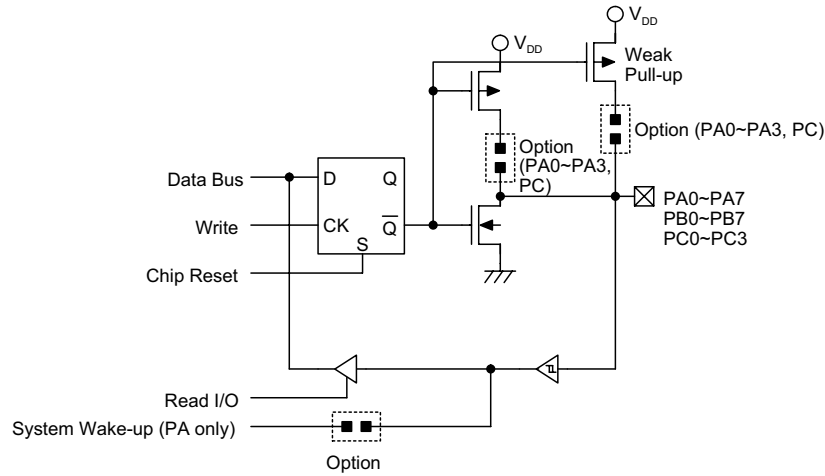 V_DD
V_DD
Weak
Pull-up
Option
(PA0~PA3,
PC)
Option (PA0~PA3, PC)
Data Bus
D
Q
Write
CK
Q̅
S
Chip Reset
PA0~PA7
PB0~PB7
PC0~PC3
Read I/O
System Wake-up (PA only)
Option